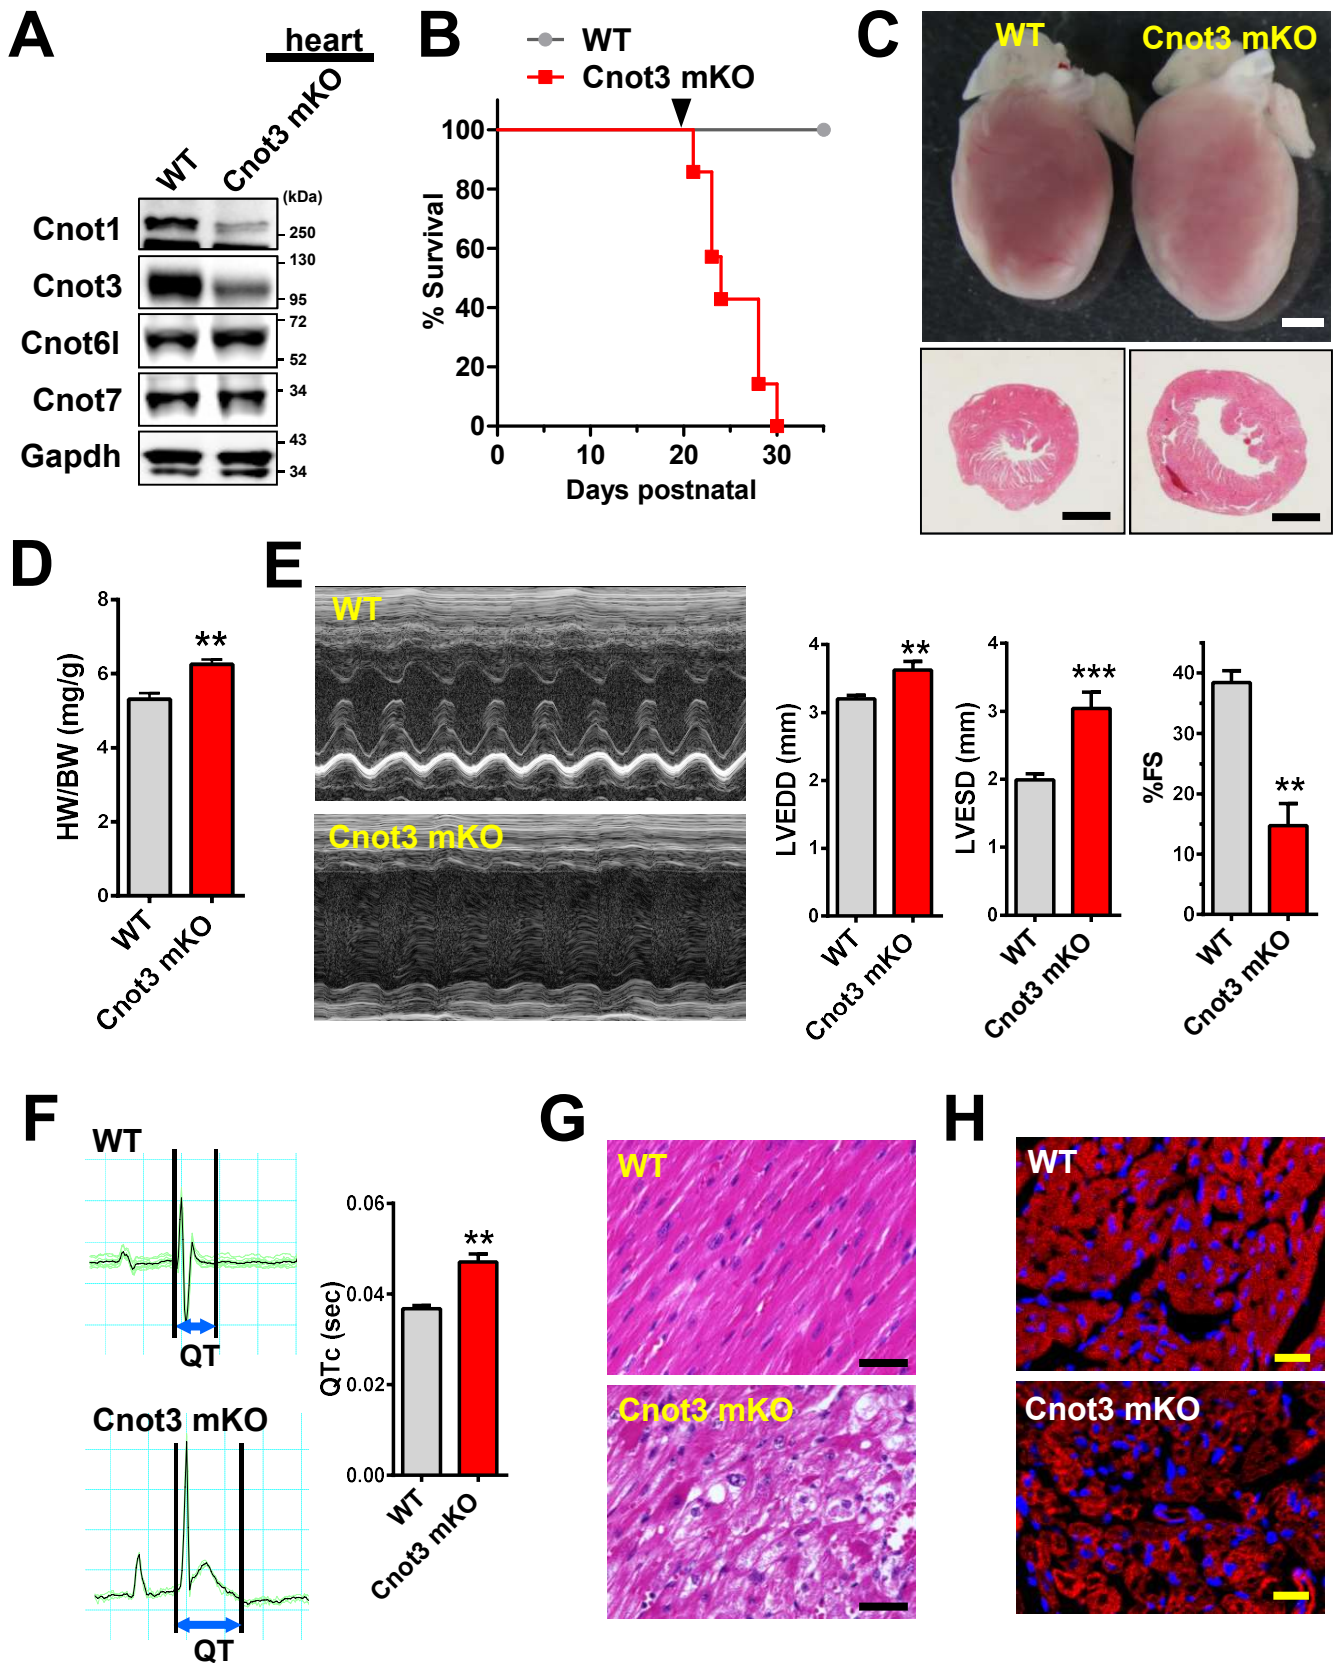 A
heart
WT
Cnot3 mKO
(kDa)
Cnot1
250
Cnot3
130
95
Cnot6l
72
52
Cnot7
34
Gapdh
43
34
B
WT
Cnot3 mKO
% Survival
100
80
60
40
20
0
0 10 20 30
Days postnatal
C
WT Cnot3 mKO
D
HW/BW (mg/g)
8
6
4
2
0
**
WT
Cnot3 mKO
E
WT
Cnot3 mKO
LVEDD (mm)
4
3
2
1
0
**
WT
Cnot3 mKO
LVESD (mm)
4
3
2
1
0
***
WT
Cnot3 mKO
%FS
40
30
20
10
0
**
WT
Cnot3 mKO
F
WT
QT
Cnot3 mKO
QT
QTc (sec)
0.06
0.04
0.02
0.00
**
WT
Cnot3 mKO
G
WT
Cnot3 mKO
H
WT
Cnot3 mKO